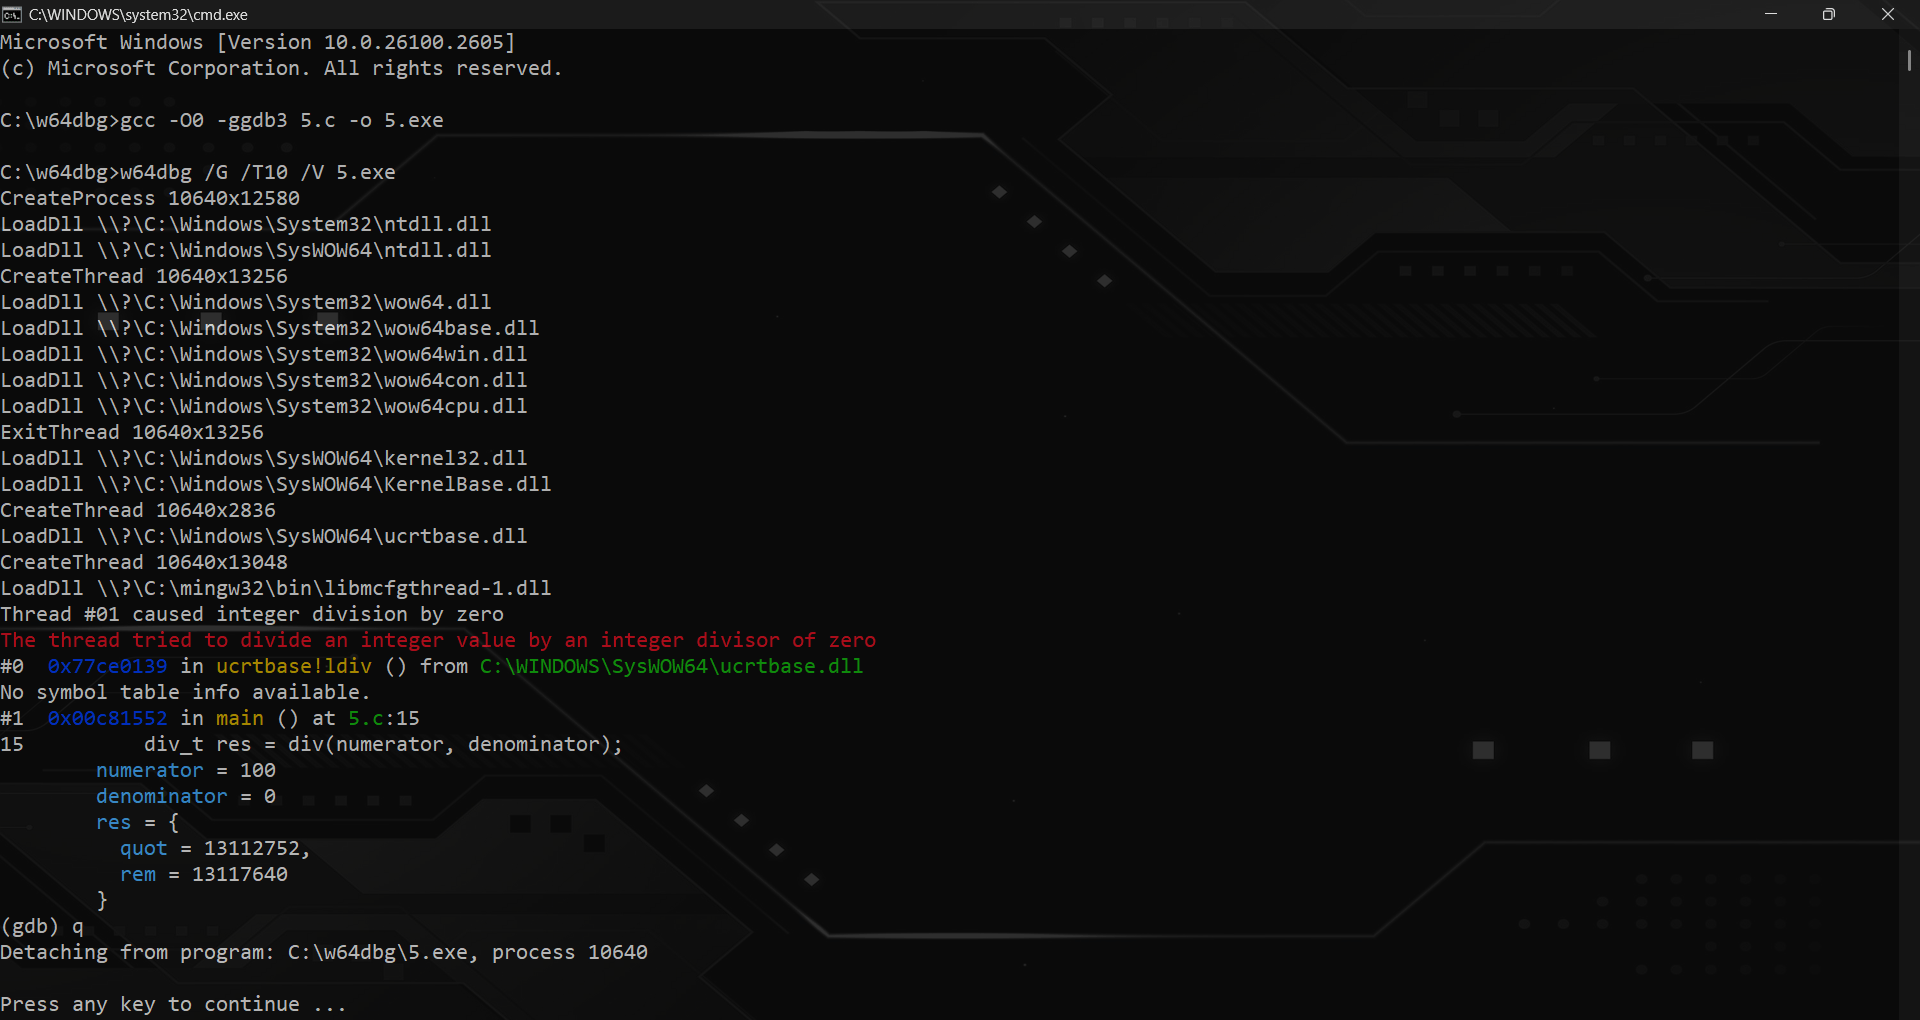 C:\WINDOWS\system32\cmd.exe
Microsoft Windows [Version 10.0.26100.2605]
(c) Microsoft Corporation. All rights reserved.
C:\w64dbg>gcc -O0 -ggdb3 5.c -o 5.exe
C:\w64dbg>w64dbg /G /T10 /V 5.exe
CreateProcess 10640x12580
LoadDll \\?\C:\Windows\System32\ntdll.dll
LoadDll \\?\C:\Windows\SysWOW64\ntdll.dll
CreateThread 10640x13256
LoadDll \\?\C:\Windows\System32\wow64.dll
LoadDll \\?\C:\Windows\System32\wow64base.dll
LoadDll \\?\C:\Windows\System32\wow64win.dll
LoadDll \\?\C:\Windows\System32\wow64con.dll
LoadDll \\?\C:\Windows\System32\wow64cpu.dll
ExitThread 10640x13256
LoadDll \\?\C:\Windows\SysWOW64\kernel32.dll
LoadDll \\?\C:\Windows\SysWOW64\KernelBase.dll
CreateThread 10640x2836
LoadDll \\?\C:\Windows\SysWOW64\ucrtbase.dll
CreateThread 10640x13048
LoadDll \\?\C:\mingw32\bin\libmcfgthread-1.dll
Thread #01 caused integer division by zero
The thread tried to divide an integer value by an integer divisor of zero
#0  0x77ce0139 in ucrtbase!ldiv () from C:\WINDOWS\SysWOW64\ucrtbase.dll
No symbol table info available.
#1  0x00c81552 in main () at 5.c:15
15          div_t res = div(numerator, denominator);
        numerator = 100
        denominator = 0
        res = {
          quot = 13112752,
          rem = 13117640
        }
(gdb) q
Detaching from program: C:\w64dbg\5.exe, process 10640
Press any key to continue ...